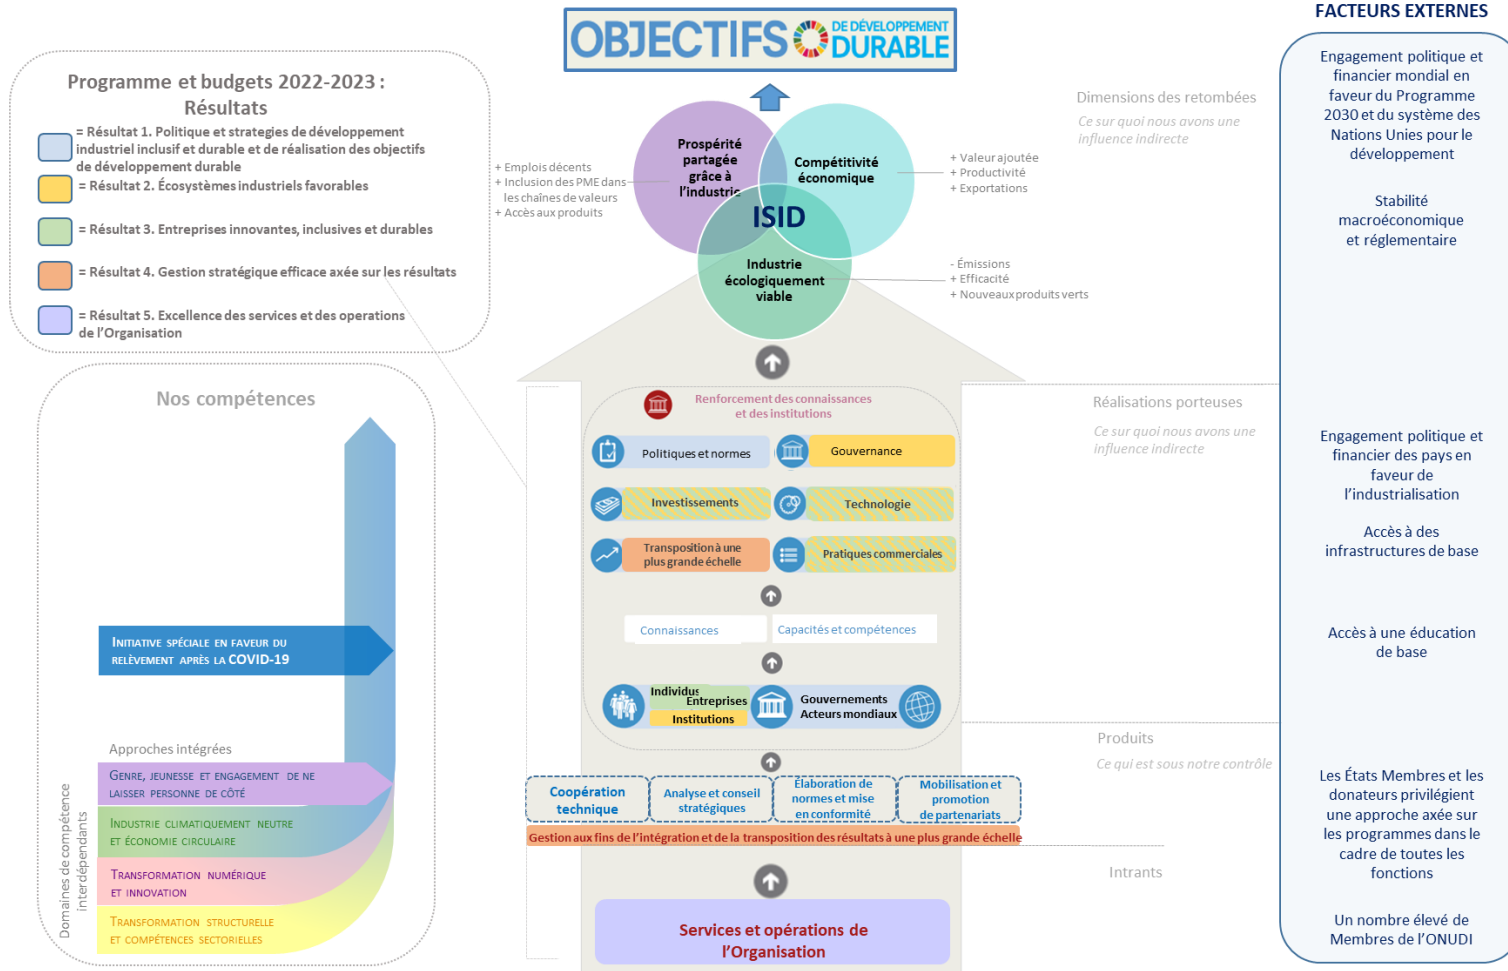 OBJECTIFS
DE DÉVELOPPEMENT
DURABLE
FACTEURS EXTERNES
Programme et budgets 2022-2023 :
Résultats
= Résultat 1. Politique et strategies de développement
industriel inclusif et durable et de réalisation des objectifs
de développement durable
= Résultat 2. Écosystèmes industriels favorables
= Résultat 3. Entreprises innovantes, inclusives et durables
= Résultat 4. Gestion stratégique efficace axée sur les résultats
= Résultat 5. Excellence des services et des operations
de l’Organisation
Prospérité
partagée
grâce à
l’industrie
Compétitivité
économique
ISID
Industrie
écologiquement
viable
+ Emplois décents
+ Inclusion des PME dans
les chaînes de valeurs
+ Accès aux produits
+ Valeur ajoutée
+ Productivité
+ Exportations
- Émissions
+ Efficacité
+ Nouveaux produits verts
Dimensions des retombées
Ce sur quoi nous avons une
influence indirecte
Engagement politique et
financier mondial en
faveur du Programme
2030 et du système des
Nations Unies pour le
développement
Stabilité
macroéconomique
et réglementaire
Nos compétences
INITIATIVE SPÉCIALE EN FAVEUR DU
RELÈVEMENT APRÈS LA COVID-19
Approches intégrées
GENRE, JEUNESSE ET ENGAGEMENT DE NE
LAISSER PERSONNE DE CÔTÉ
INDUSTRIE CLIMATIQUEMENT NEUTRE
ET ÉCONOMIE CIRCULAIRE
TRANSFORMATION NUMÉRIQUE
ET INNOVATION
TRANSFORMATION STRUCTURELLE
ET COMPÉTENCES SECTORIELLES
Domaines de compétence
interdépendants
Renforcement des connaissances
et des institutions
Politiques et normes
Gouvernance
Investissements
Technologie
Transposition à une
plus grande échelle
Pratiques commerciales
Connaissances
Capacités et compétences
Individus
Entreprises
Institutions
Gouvernements
Acteurs mondiaux
Coopération
technique
Analyse et conseil
stratégiques
Élaboration de
normes et mise
en conformité
Mobilisation et
promotion
de partenariats
Gestion aux fins de l’intégration et de la transposition des résultats à une plus grande échelle
Services et opérations de
l’Organisation
Réalisations porteuses
Ce sur quoi nous avons une
influence indirecte
Produits
Ce qui est sous notre contrôle
Intrants
Engagement politique et
financier des pays en
faveur de
l’industrialisation
Accès à des
infrastructures de base
Accès à une éducation
de base
Les États Membres et les
donateurs privilégient
une approche axée sur
les programmes dans le
cadre de toutes les
fonctions
Un nombre élevé de
Membres de l’ONUDI